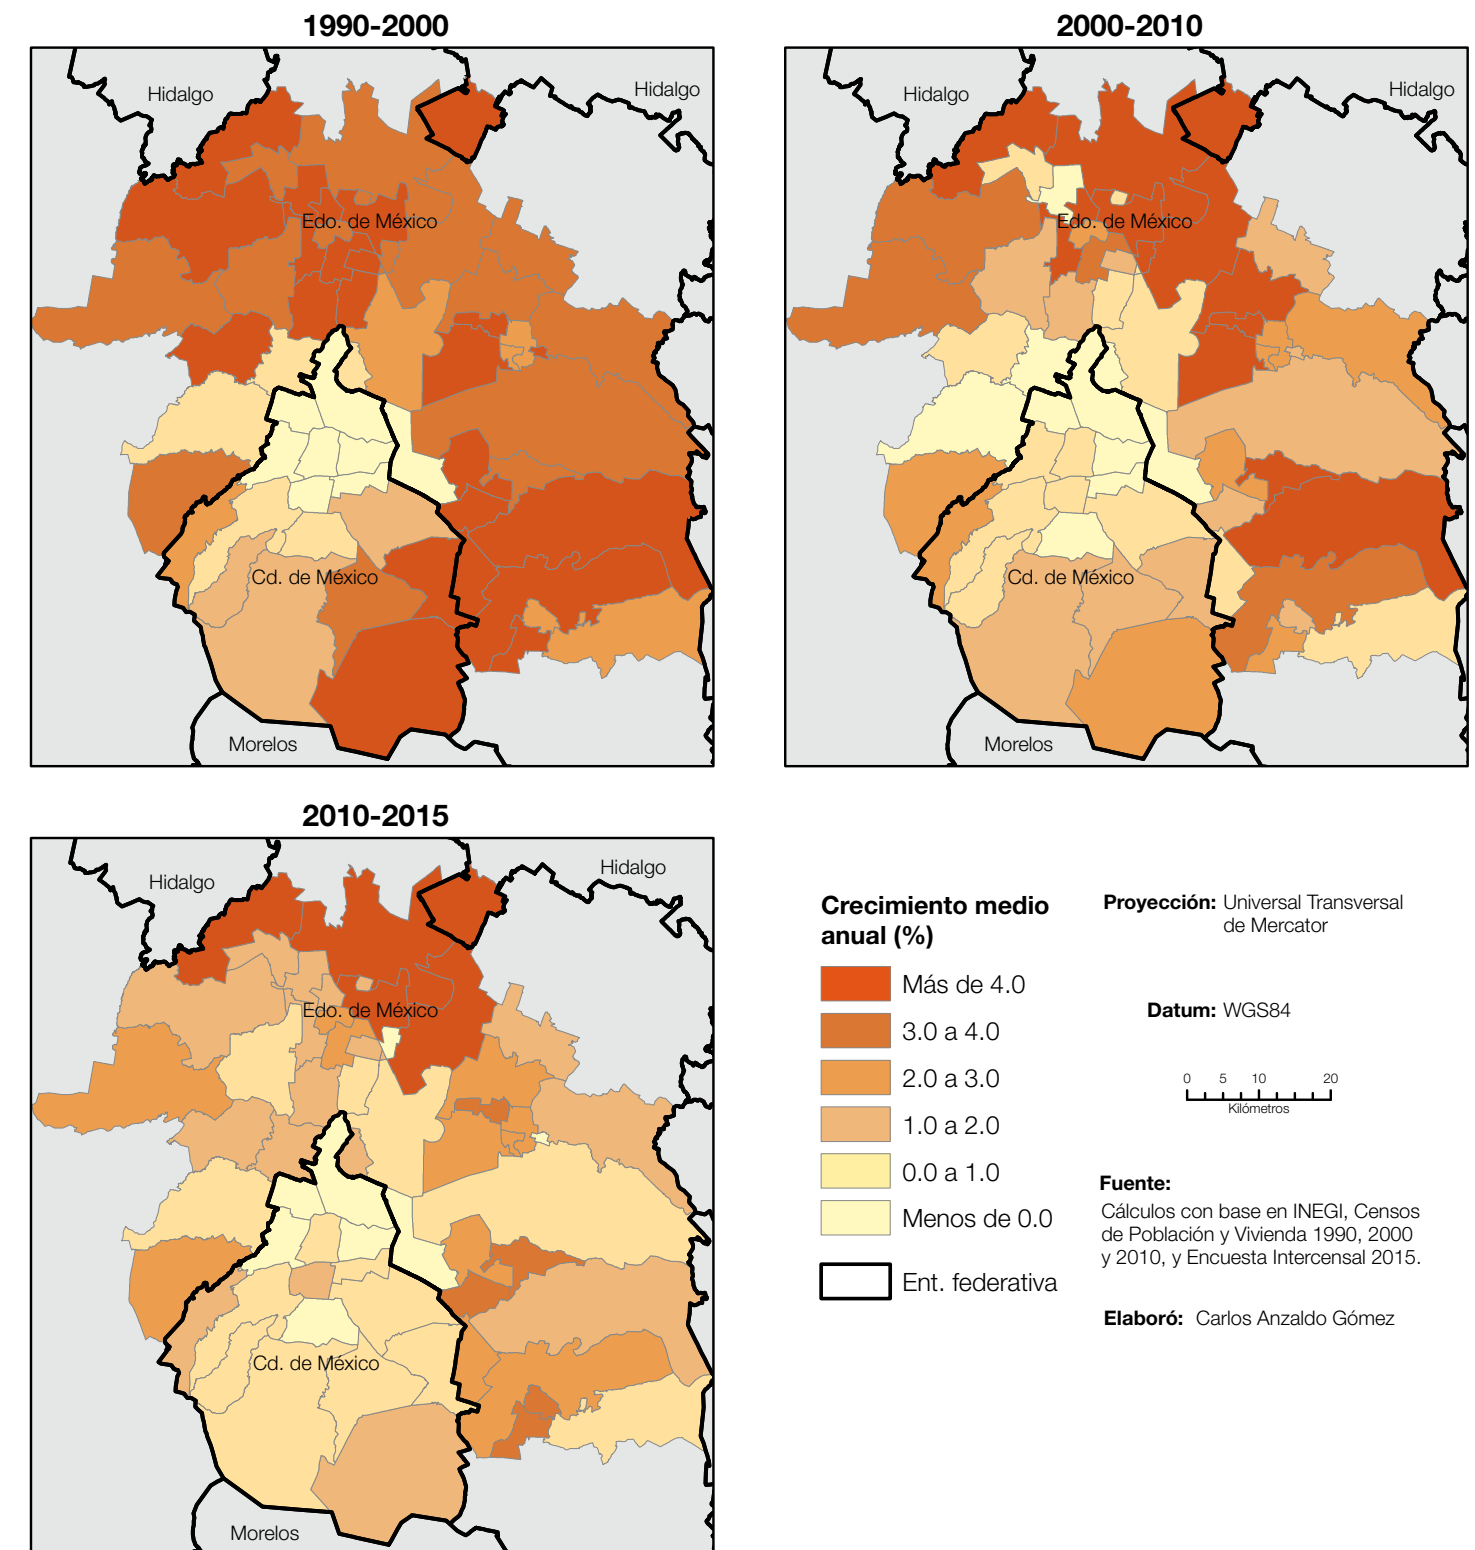 1990-2000
Hidalgo
Hidalgo
Edo. de México
Cd. de México
Morelos
2000-2010
Hidalgo
Hidalgo
Edo. de México
Cd. de México
Morelos
2010-2015
Hidalgo
Hidalgo
Edo. de México
Cd. de México
Morelos
Crecimiento medio
anual (%)
Más de 4.0
3.0 a 4.0
2.0 a 3.0
1.0 a 2.0
0.0 a 1.0
Menos de 0.0
Ent. federativa
Proyección: Universal Transversal
de Mercator
Datum: WGS84
0 5 10 20
Kilómetros
Fuente:
Cálculos con base en INEGI, Censos
de Población y Vivienda 1990, 2000
y 2010, y Encuesta Intercensal 2015.
Elaboró: Carlos Anzaldo Gómez